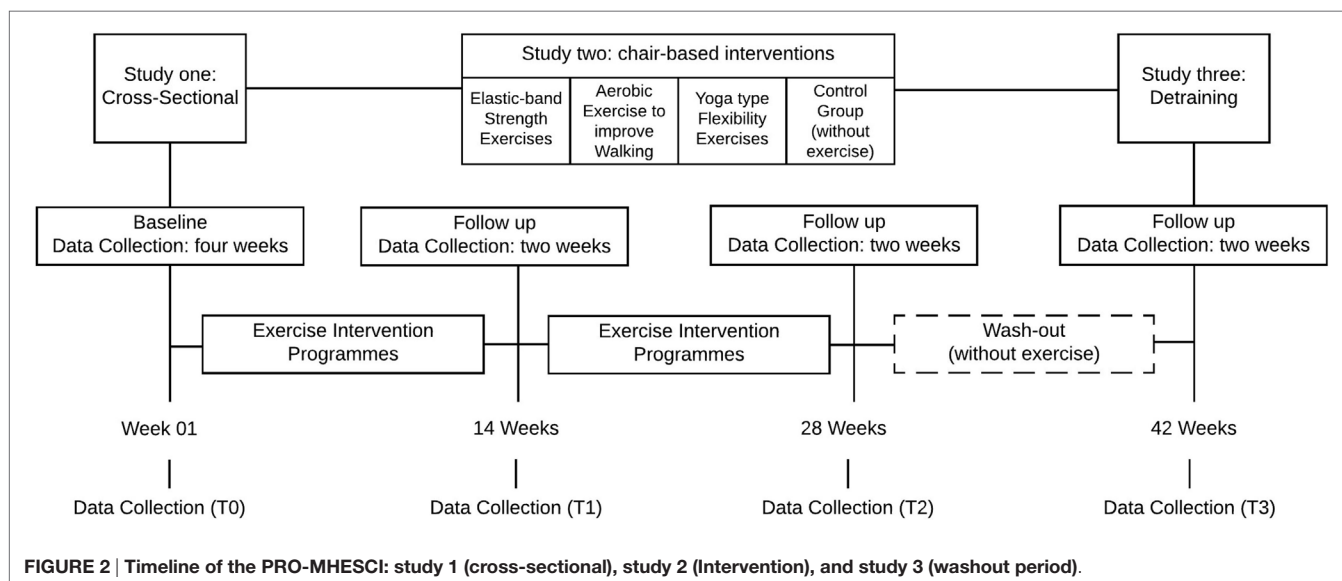 Study one:
Cross-Sectional
Study two: chair-based interventions
Elastic-band
Strength
Exercises
Aerobic
Exercise to
improve
Walking
Yoga type
Flexibility
Exercises
Control
Group
(without
exercise)
Study three:
Detraining
Baseline
Data Collection: four weeks
Follow up
Data Collection: two weeks
Follow up
Data Collection: two weeks
Follow up
Data Collection: two weeks
Exercise Intervention
Programmes
Exercise Intervention
Programmes
Wash-out
(without exercise)
Week 01
14 Weeks
28 Weeks
42 Weeks
Data Collection (T0)
Data Collection (T1)
Data Collection (T2)
Data Collection (T3)
FIGURE 2 | Timeline of the PRO-MHESCI: study 1 (cross-sectional), study 2 (Intervention), and study 3 (washout period).